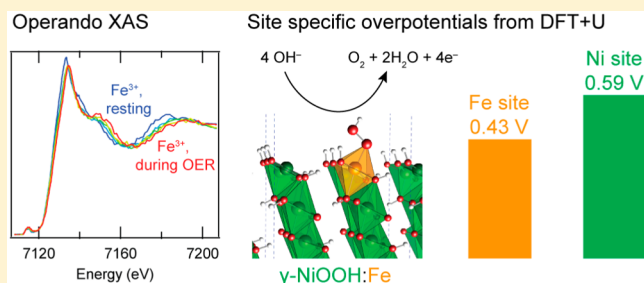 Operando XAS
Site specific overpotentials from DFT+U
Fe³⁺,
resting
Fe³⁺,
during OER
7120
7160
7200
Energy (eV)
4 OH⁻
O₂ + 2H₂O + 4e⁻
γ-NiOOH:Fe
Fe site
0.43 V
Ni site
0.59 V